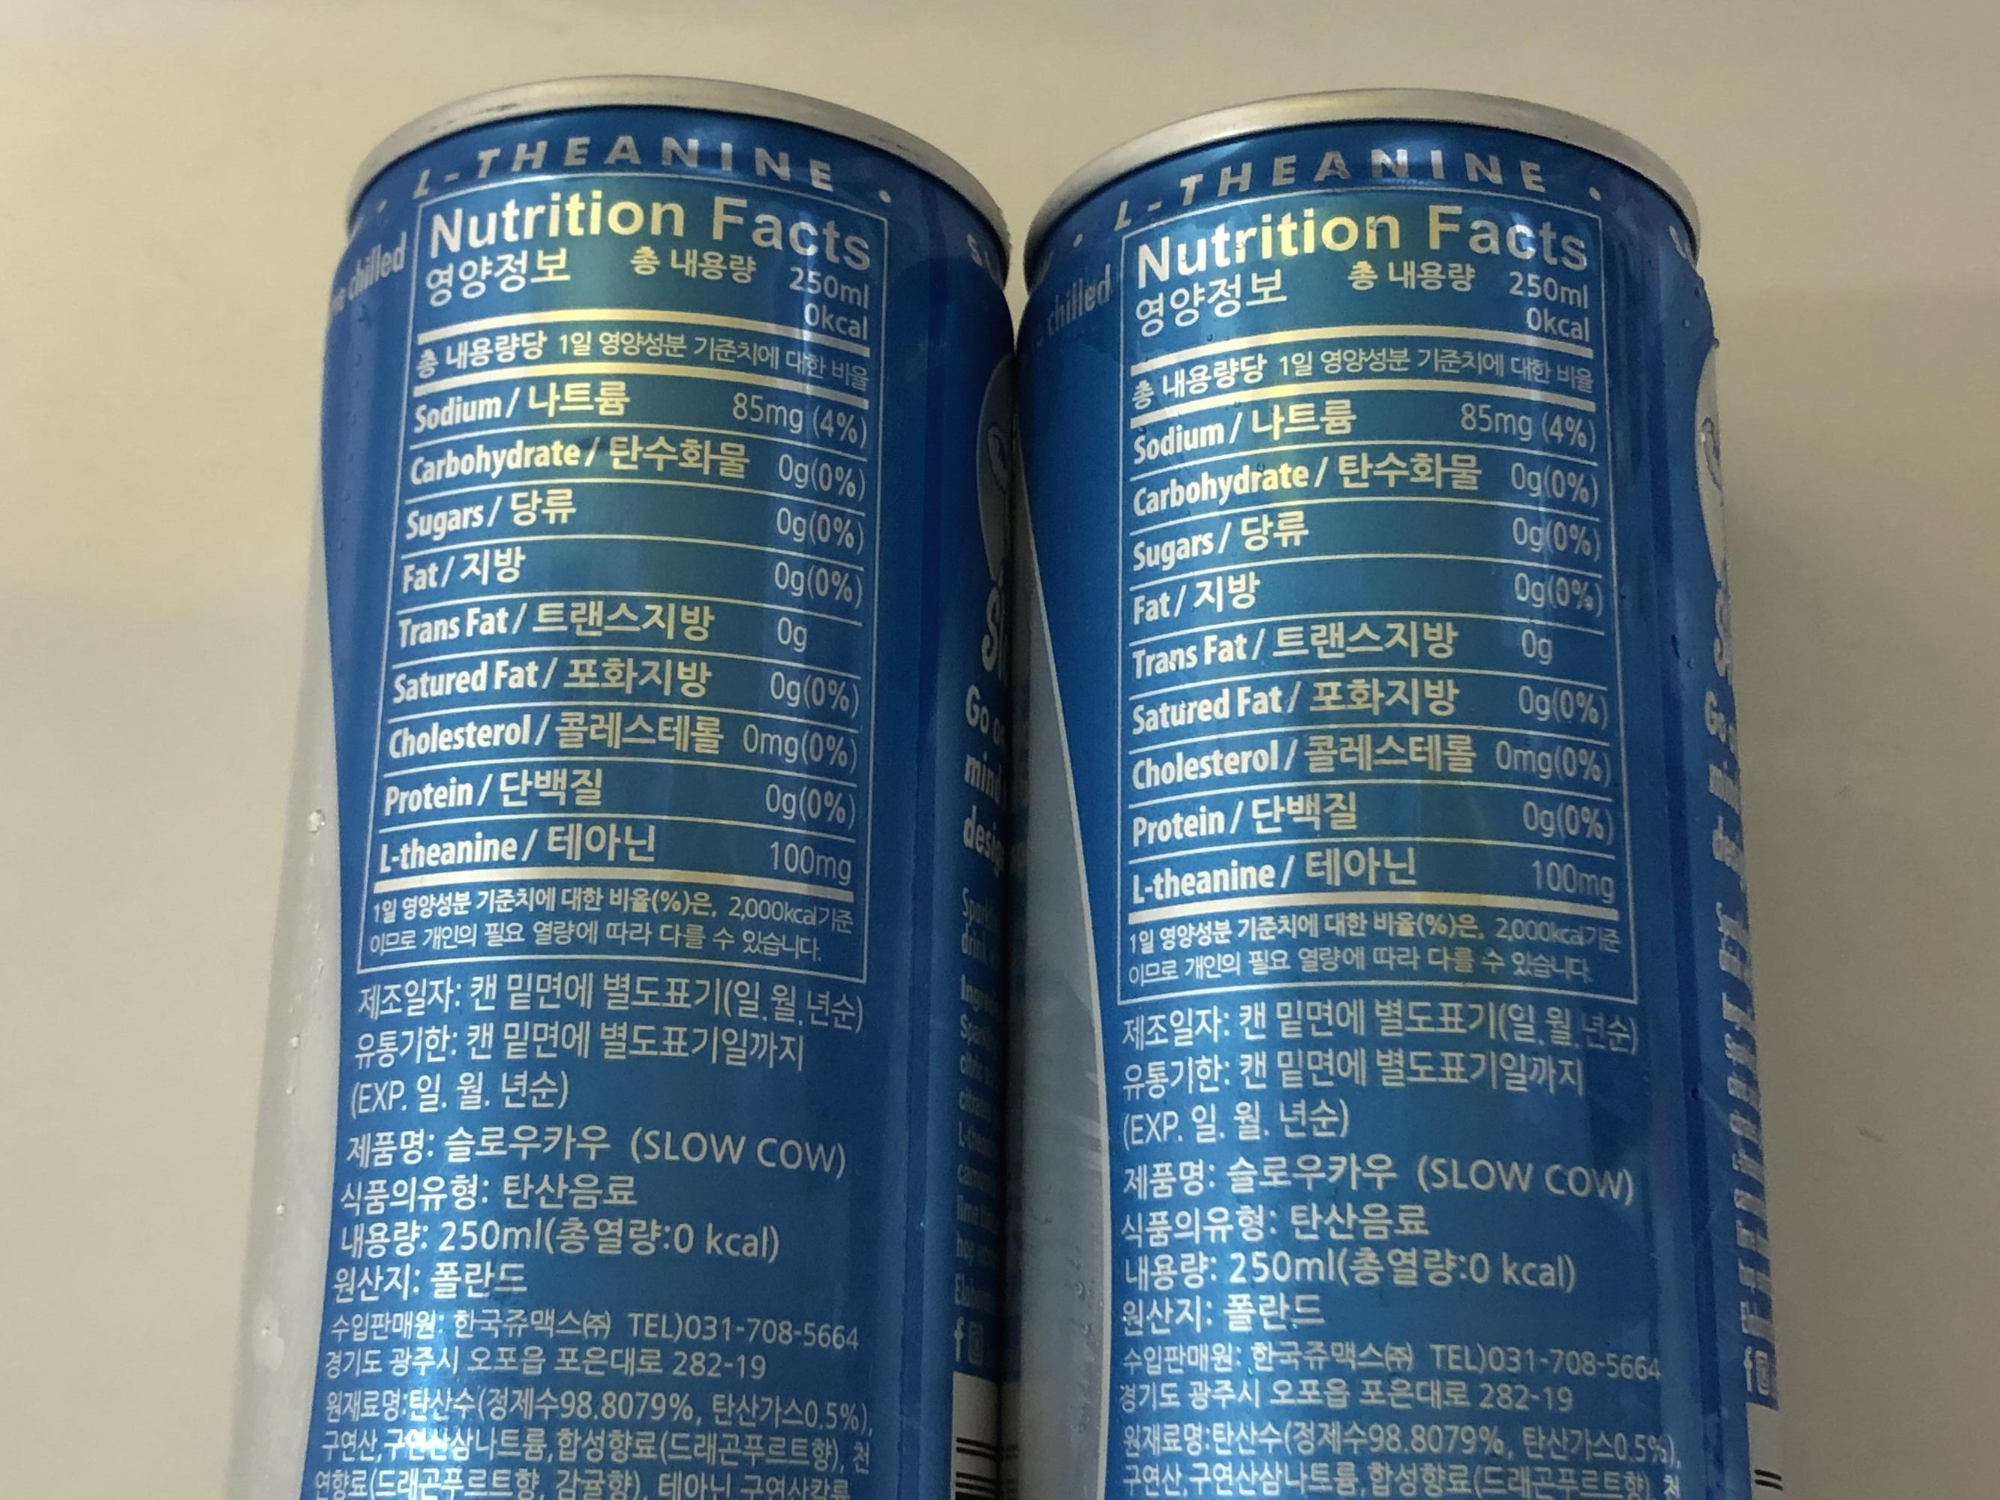 L-THEANINE •
Nutrition Facts
영양정보 총 내용량 250ml
0kcal
총 내용량당 1일 영양성분 기준치에 대한 비율
Sodium / 나트륨 85mg (4%)
Carbohydrate / 탄수화물 0g(0%)
Sugars / 당류 0g(0%)
Fat / 지방 0g(0%)
Trans Fat / 트랜스지방 0g
Satured Fat / 포화지방 0g(0%)
Cholesterol / 콜레스테롤 0mg(0%)
Protein / 단백질 0g(0%)
L-theanine / 테아닌 100mg
1일 영양성분 기준치에 대한 비율(%)은, 2,000kcal기준
이므로 개인의 필요 열량에 따라 다를 수 있습니다.
제조일자: 캔 밑면에 별도표기(일.월.년순)
유통기한: 캔 밑면에 별도표기일까지
(EXP. 일. 월. 년순)
제품명: 슬로우카우 (SLOW COW)
식품의유형: 탄산음료
내용량: 250ml(총열량:0 kcal)
원산지: 폴란드
수입판매원: 한국쥬맥스㈜ TEL)031-708-5664
경기도 광주시 오포읍 포은대로 282-19
원재료명:탄산수(정제수98.8079%, 탄산가스0.5%),
구연산,구연산삼나트륨,합성향료(드래곤푸르트향), 천
연향료(드래곤푸르트향, 감귤향), 테아닌,구연산칼륨,
chilled
Go
mind
L-THEANINE •
Nutrition Facts
영양정보 총 내용량 250ml
0kcal
총 내용량당 1일 영양성분 기준치에 대한 비율
Sodium / 나트륨 85mg (4%)
Carbohydrate / 탄수화물 0g(0%)
Sugars / 당류 0g(0%)
Fat / 지방 0g(0%)
Trans Fat / 트랜스지방 0g
Satured Fat / 포화지방 0g(0%)
Cholesterol / 콜레스테롤 0mg(0%)
Protein / 단백질 0g(0%)
L-theanine / 테아닌 100mg
1일 영양성분 기준치에 대한 비율(%)은, 2,000kcal기준
이므로 개인의 필요 열량에 따라 다를 수 있습니다.
제조일자: 캔 밑면에 별도표기(일.월.년순)
유통기한: 캔 밑면에 별도표기일까지
(EXP. 일. 월. 년순)
제품명: 슬로우카우 (SLOW COW)
식품의유형: 탄산음료
내용량: 250ml(총열량:0 kcal)
원산지: 폴란드
수입판매원: 한국쥬맥스㈜ TEL)031-708-5664
경기도 광주시 오포읍 포은대로 282-19
원재료명:탄산수(정제수98.8079%, 탄산가스0.5%),
구연산,구연산삼나트륨,합성향료(드래곤푸르트향), 천
chilled